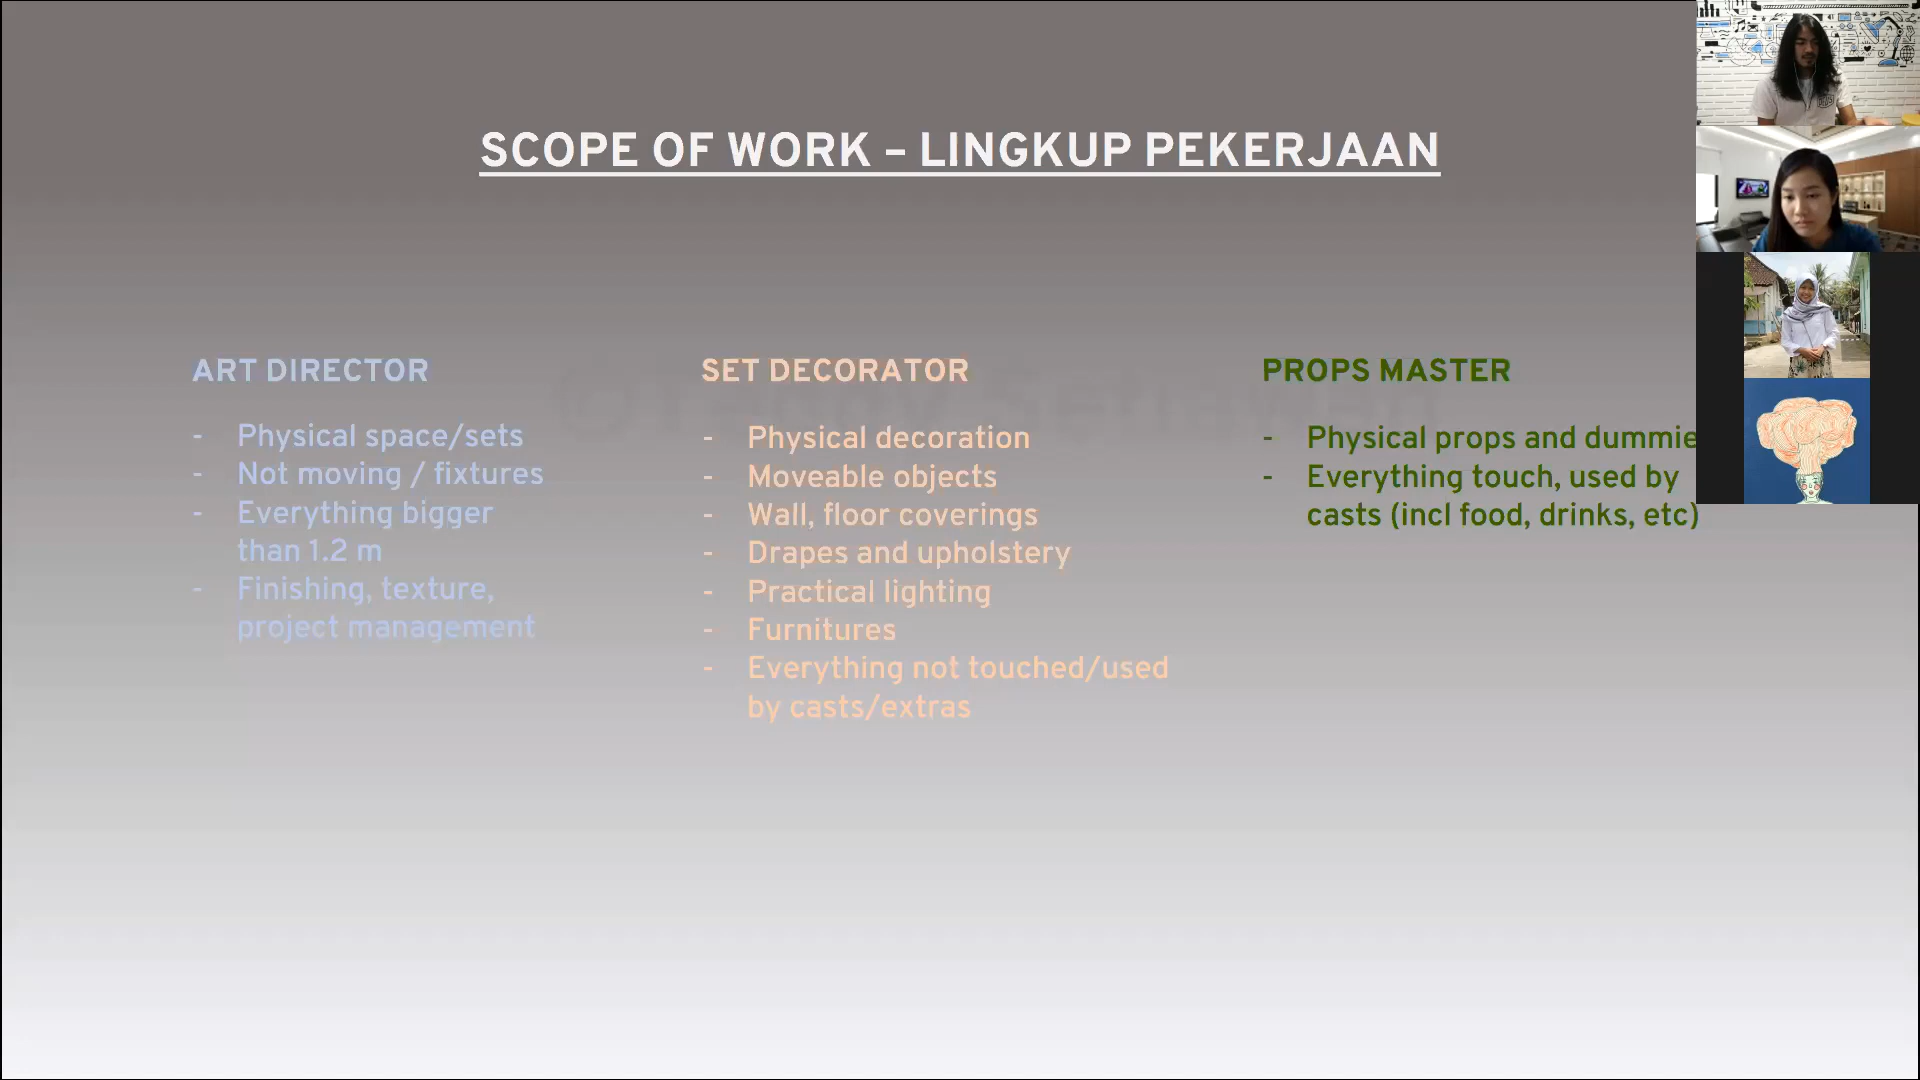 SCOPE OF WORK – LINGKUP PEKERJAAN
ART DIRECTOR
- Physical space/sets
- Not moving / fixtures
- Everything bigger
than 1.2 m
- Finishing, texture,
project management
SET DECORATOR
- Physical decoration
- Moveable objects
- Wall, floor coverings
- Drapes and upholstery
- Practical lighting
- Furnitures
- Everything not touched/used
by casts/extras
PROPS MASTER
- Physical props and dummie
- Everything touch, used by
casts (incl food, drinks, etc)